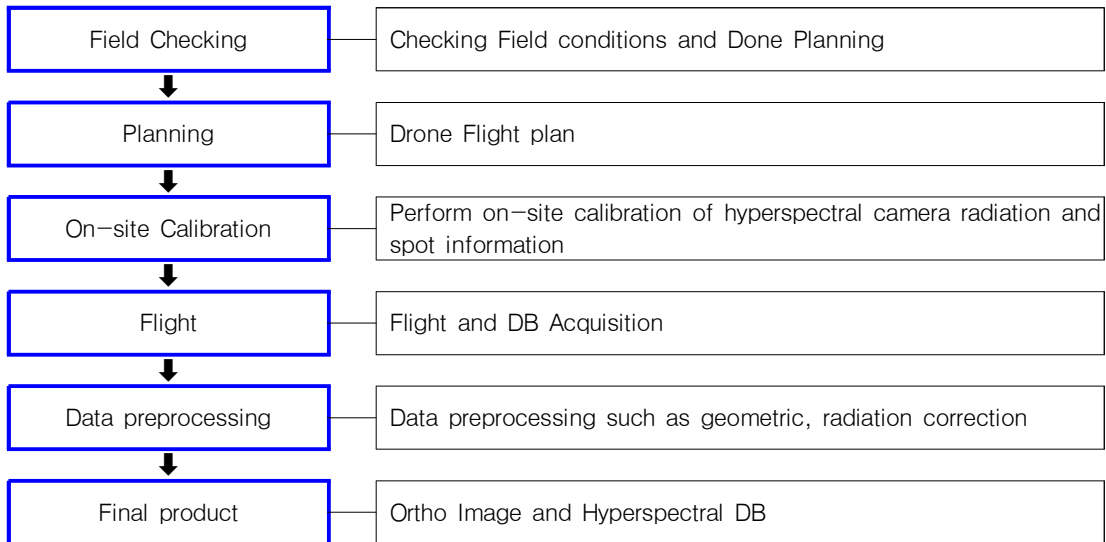 Field Checking
Checking Field conditions and Done Planning
Planning
Drone Flight plan
On-site Calibration
Perform on-site calibration of hyperspectral camera radiation and
spot information
Flight
Flight and DB Acquisition
Data preprocessing
Data preprocessing such as geometric, radiation correction
Final product
Ortho Image and Hyperspectral DB